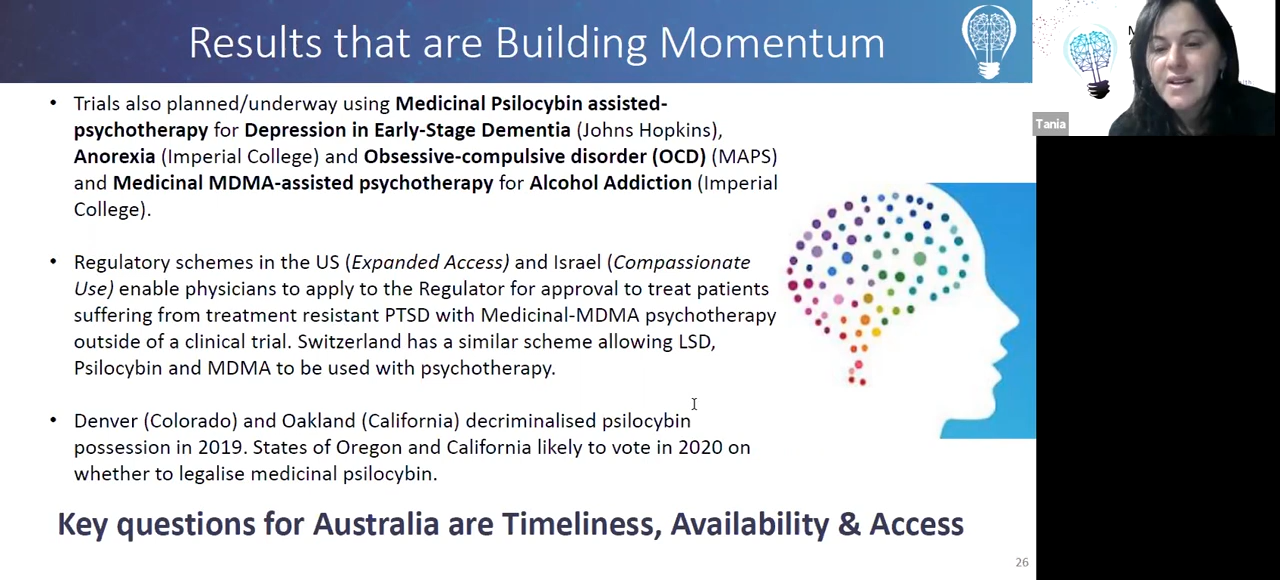 Results that are Building Momentum
• Trials also planned/underway using Medicinal Psilocybin assisted-
psychotherapy for Depression in Early-Stage Dementia (Johns Hopkins),
Anorexia (Imperial College) and Obsessive-compulsive disorder (OCD) (MAPS)
and Medicinal MDMA-assisted psychotherapy for Alcohol Addiction (Imperial
College).
• Regulatory schemes in the US (Expanded Access) and Israel (Compassionate
Use) enable physicians to apply to the Regulator for approval to treat patients
suffering from treatment resistant PTSD with Medicinal-MDMA psychotherapy
outside of a clinical trial. Switzerland has a similar scheme allowing LSD,
Psilocybin and MDMA to be used with psychotherapy.
• Denver (Colorado) and Oakland (California) decriminalised psilocybin
possession in 2019. States of Oregon and California likely to vote in 2020 on
whether to legalise medicinal psilocybin.
Key questions for Australia are Timeliness, Availability & Access
26
Tania